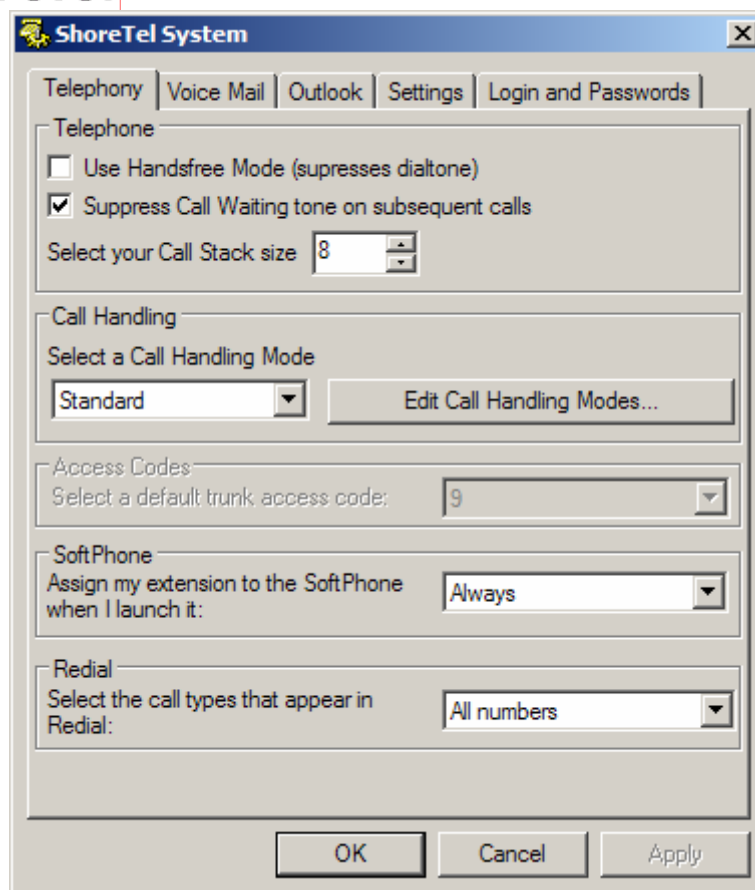 ShoreTel System
Telephony Voice Mail Outlook Settings Login and Passwords
Telephone
Use Handsfree Mode (supresses dialtone)
Suppress Call Waiting tone on subsequent calls
Select your Call Stack size 8
Call Handling
Select a Call Handling Mode
Standard Edit Call Handling Modes...
Access Codes
Select a default trunk access code: 9
SoftPhone
Assign my extension to the SoftPhone
when I launch it:
Always
Redial
Select the call types that appear in
Redial:
All numbers
OK Cancel Apply